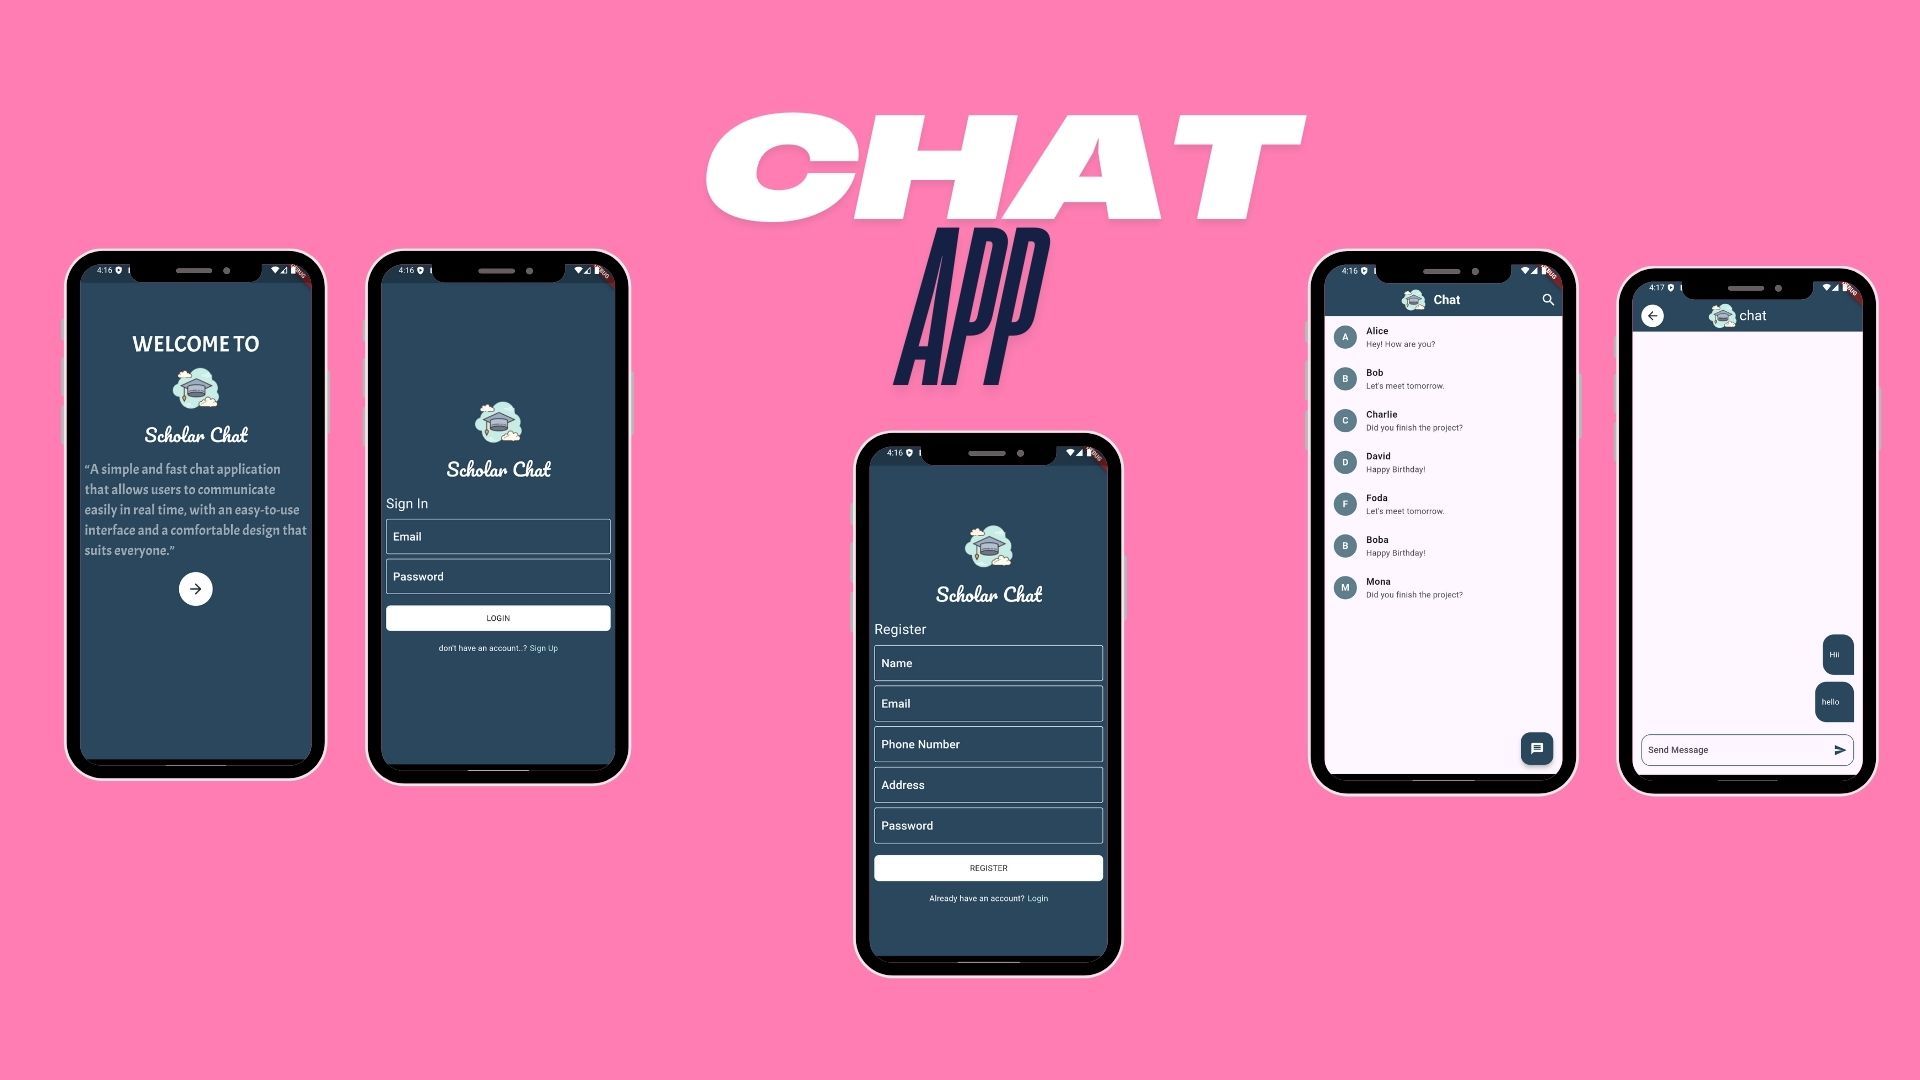 CHAT
APP
4:16
WELCOME TO
Scholar Chat
“A simple and fast chat application
that allows users to communicate
easily in real time, with an easy-to-use
interface and a comfortable design that
suits everyone.”
4:16
Scholar Chat
Sign In
Email
Password
LOGIN
don't have an account..? Sign Up
4:16
Scholar Chat
Register
Name
Email
Phone Number
Address
Password
REGISTER
Already have an account? Login
4:16
Chat
A
Alice
Hey! How are you?
B
Bob
Let's meet tomorrow.
C
Charlie
Did you finish the project?
D
David
Happy Birthday!
F
Foda
Let's meet tomorrow.
B
Boba
Happy Birthday!
M
Mona
Did you finish the project?
4:17
chat
Hii
hello
Send Message